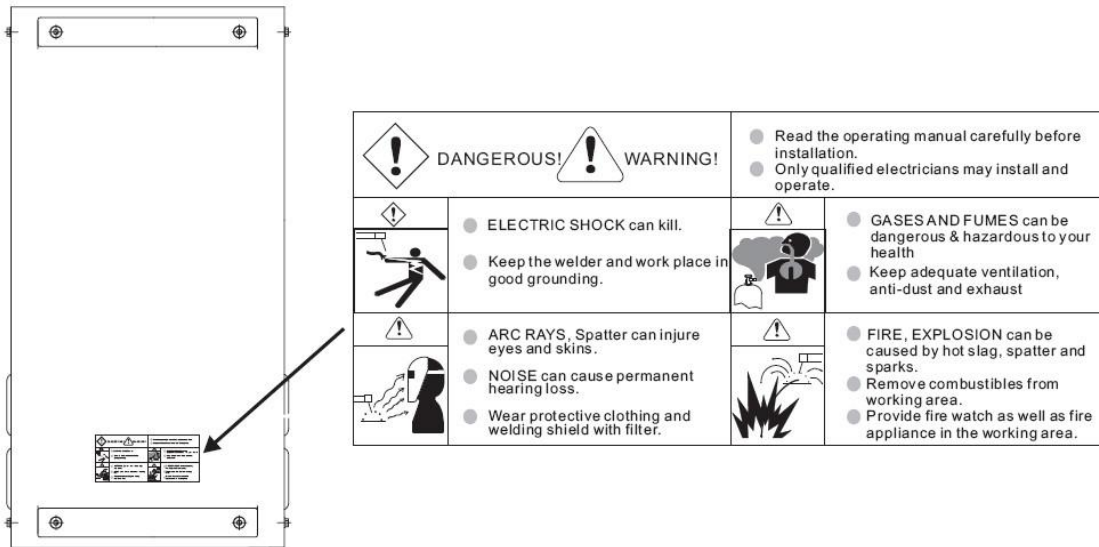 DANGEROUS! WARNING!
Read the operating manual carefully before
installation.
Only qualified electricians may install and
operate.
ELECTRIC SHOCK can kill.
Keep the welder and work place in
good grounding.
GASES AND FUMES can be
dangerous & hazardous to your
health
Keep adequate ventilation,
anti-dust and exhaust
ARC RAYS, Spatter can injure
eyes and skins.
NOISE can cause permanent
hearing loss.
Wear protective clothing and
welding shield with filter.
FIRE, EXPLOSION can be
caused by hot slag, spatter and
sparks.
Remove combustibles from
working area.
Provide fire watch as well as fire
appliance in the working area.